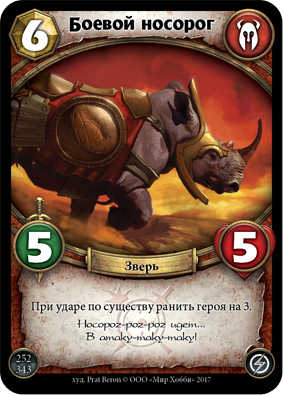 6
Боевой носорог
5
Зверь
5
При ударе по существу ранить героя на 3.
Носорог-рог-рог идет...
В атаку-таку-таку!
252
343
худ. Prat Beron © ООО «Мир Хобби» 2017